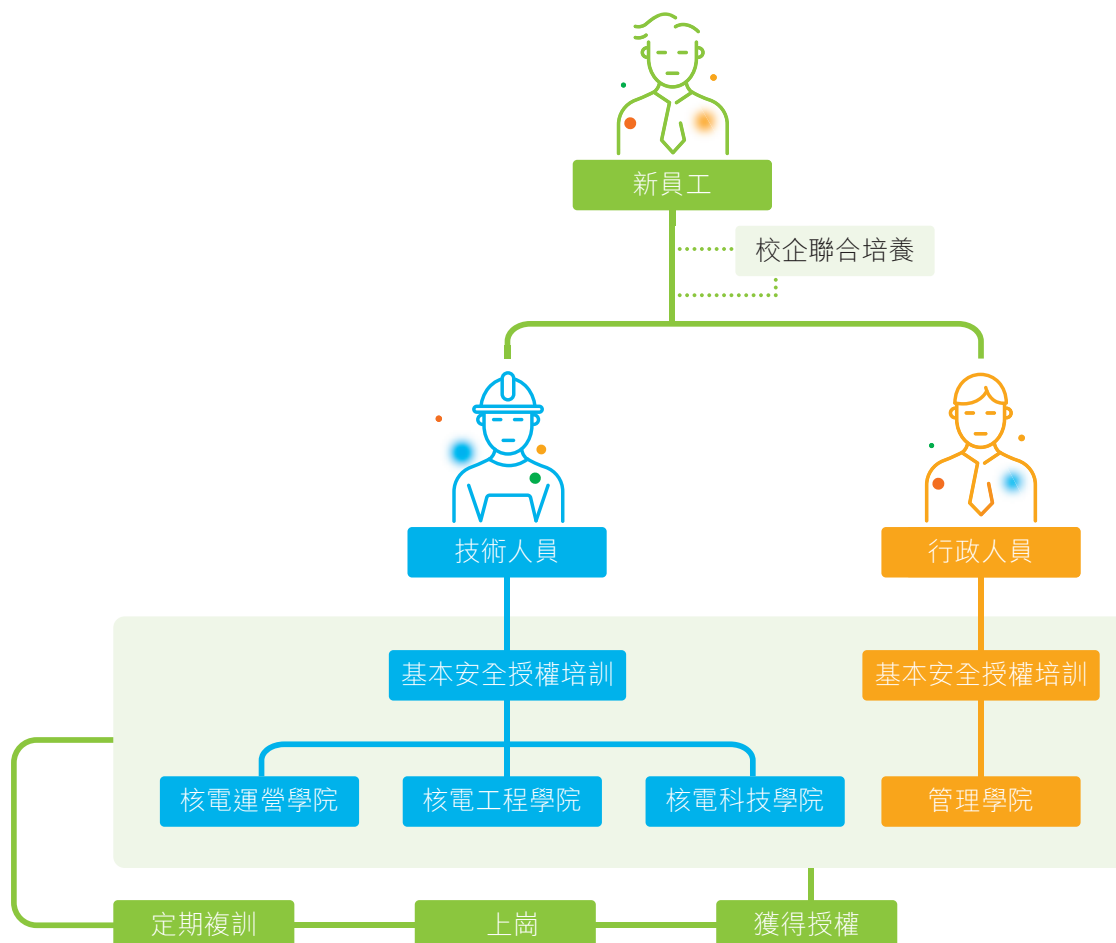 新員工
校企聯合培養
技術人員
行政人員
基本安全授權培訓
基本安全授權培訓
核電運營學院
核電工程學院
核電科技學院
管理學院
定期複訓
上崗
獲得授權